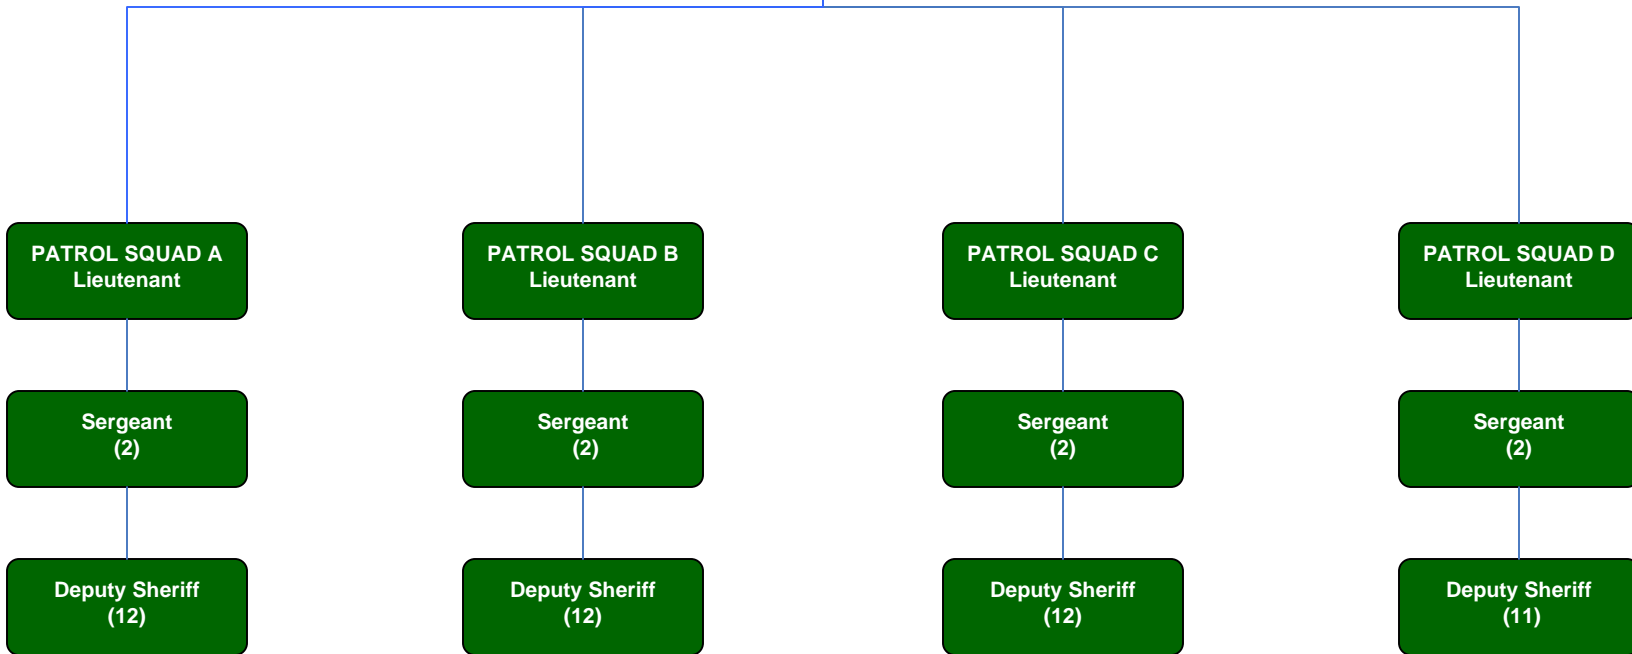 PATROL SQUAD A
Lieutenant
PATROL SQUAD B
Lieutenant
PATROL SQUAD C
Lieutenant
PATROL SQUAD D
Lieutenant
Sergeant
(2)
Sergeant
(2)
Sergeant
(2)
Sergeant
(2)
Deputy Sheriff
(12)
Deputy Sheriff
(12)
Deputy Sheriff
(12)
Deputy Sheriff
(11)